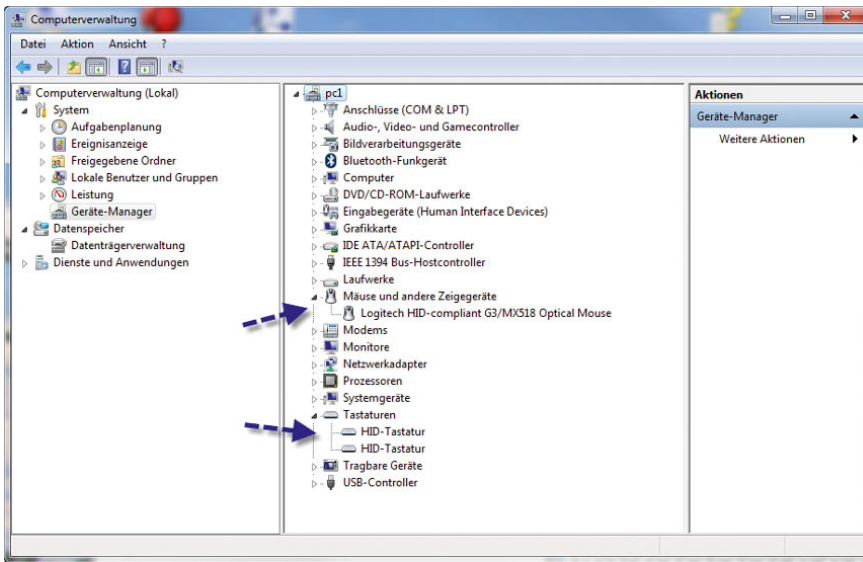 Computerverwaltung
Datei Aktion Ansicht ?
Computerverwaltung (Lokal)
System
Aufgabenplanung
Ereignisanzeige
Freigegebene Ordner
Lokale Benutzer und Gruppen
Leistung
Geräte-Manager
Datenspeicher
Datenträgerverwaltung
Dienste und Anwendungen
pc1
Anschlüsse (COM & LPT)
Audio-, Video- und Gamecontroller
Bildverarbeitungsgeräte
Bluetooth-Funkgerät
Computer
DVD/CD-ROM-Laufwerke
Eingabegeräte (Human Interface Devices)
Grafikkarte
IDE ATA/ATAPI-Controller
IEEE 1394 Bus-Hostcontroller
Laufwerke
Mäuse und andere Zeigegeräte
Logitech HID-compliant G3/MX518 Optical Mouse
Modems
Monitore
Netzwerkadapter
Prozessoren
Systemgeräte
Tastaturen
HID-Tastatur
HID-Tastatur
Tragbare Geräte
USB-Controller
Aktionen
Geräte-Manager
Weitere Aktionen